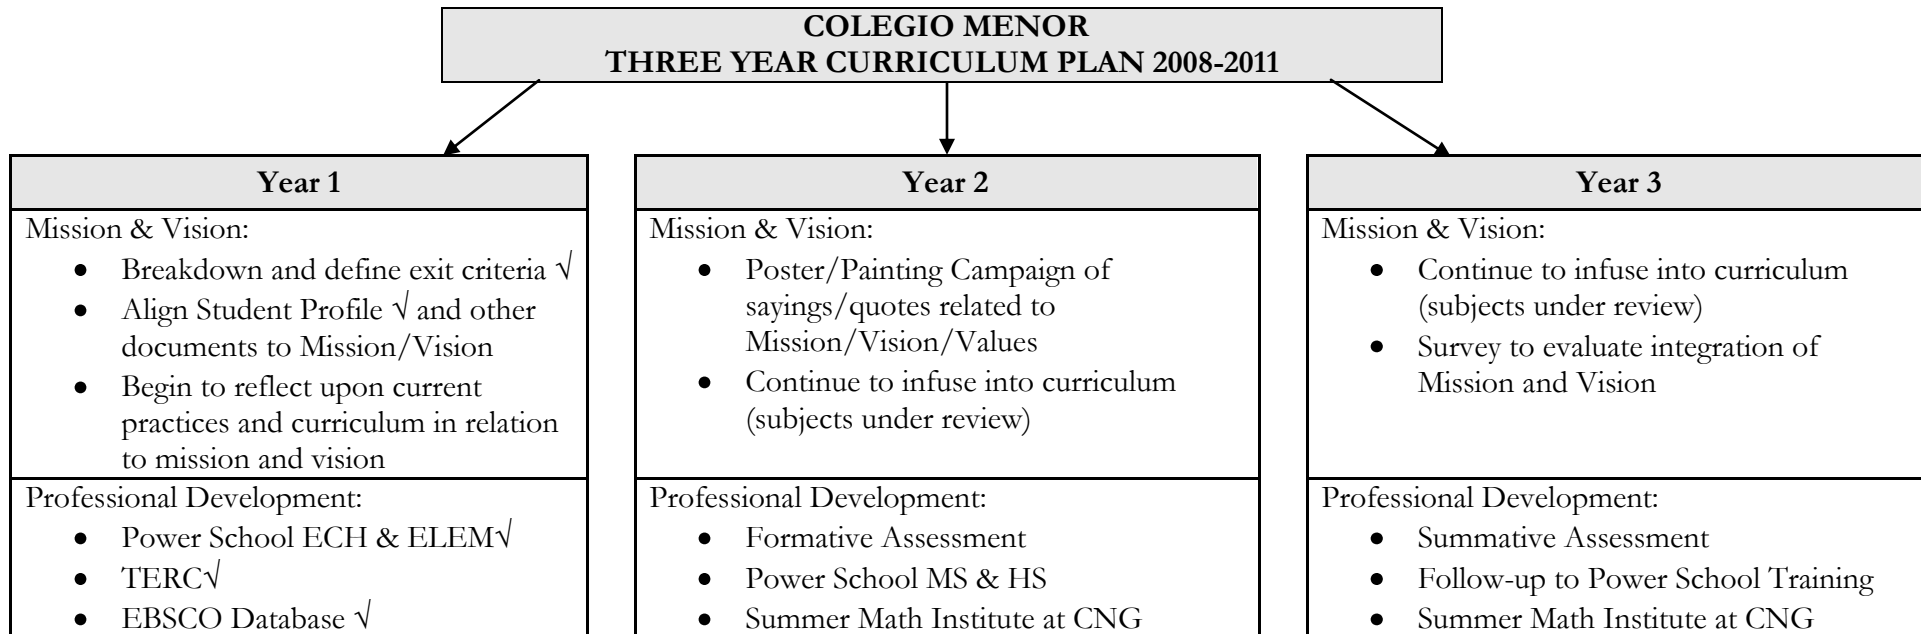 COLEGIO MENOR
THREE YEAR CURRICULUM PLAN 2008-2011
Year 1
Mission & Vision:
• Breakdown and define exit criteria √
• Align Student Profile √ and other
documents to Mission/Vision
• Begin to reflect upon current
practices and curriculum in relation
to mission and vision
Professional Development:
• Power School ECH & ELEM√
• TERC√
• EBSCO Database √
Year 2
Mission & Vision:
• Poster/Painting Campaign of
sayings/quotes related to
Mission/Vision/Values
• Continue to infuse into curriculum
(subjects under review)
Professional Development:
• Formative Assessment
• Power School MS & HS
• Summer Math Institute at CNG
Year 3
Mission & Vision:
• Continue to infuse into curriculum
(subjects under review)
• Survey to evaluate integration of
Mission and Vision
Professional Development:
• Summative Assessment
• Follow-up to Power School Training
• Summer Math Institute at CNG